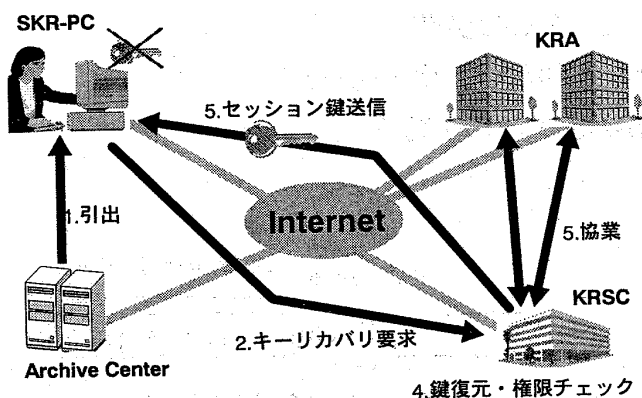 SKR-PC
KRA
5.セッション鍵送信
1.引出
Internet
5.協業
KRSC
2.キーリカバリ要求
Archive Center
4.鍵復元・権限チェック